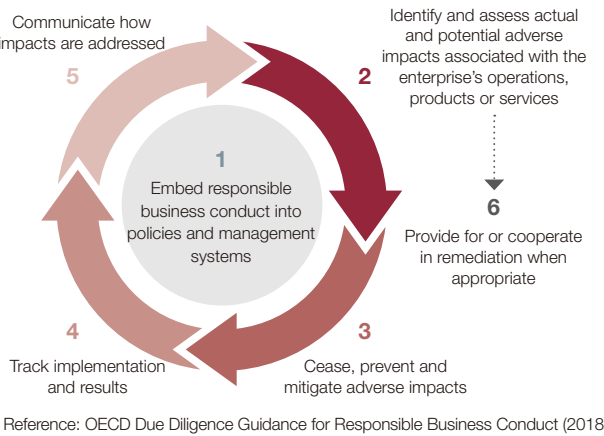 1
Embed responsible
business conduct into
policies and management
systems
2
Identify and assess actual
and potential adverse
impacts associated with the
enterprise's operations,
products or services
3
Cease, prevent and
mitigate adverse impacts
4
Track implementation
and results
5
Communicate how
impacts are addressed
6
Provide for or cooperate
in remediation when
appropriate
Reference: OECD Due Diligence Guidance for Responsible Business Conduct (2018